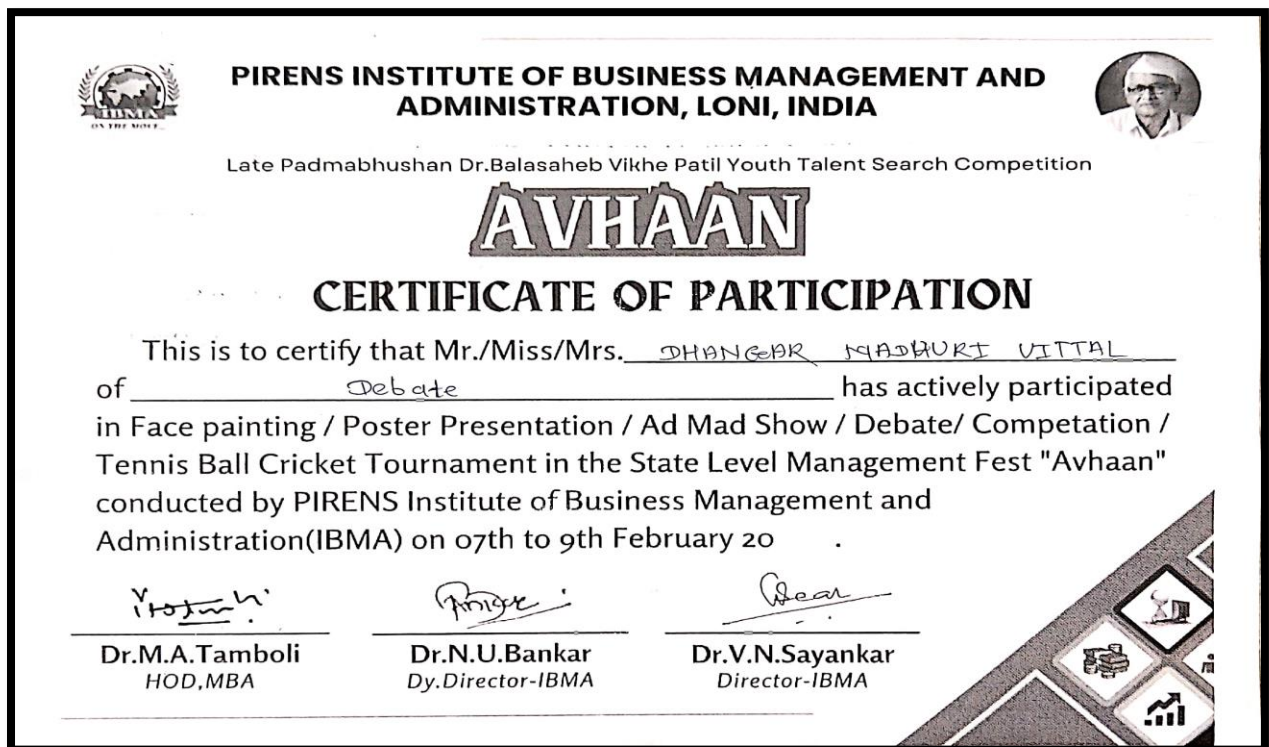 PIRENS INSTITUTE OF BUSINESS MANAGEMENT AND
ADMINISTRATION, LONI, INDIA
IBMA
ON THE MOVE..
Late Padmabhushan Dr.Balasaheb Vikhe Patil Youth Talent Search Competition
AVHAAN
CERTIFICATE OF PARTICIPATION
This is to certify that Mr./Miss/Mrs. DHANGAR MADHURI VITTAL
of Debate has actively participated
in Face painting / Poster Presentation / Ad Mad Show / Debate/ Competation /
Tennis Ball Cricket Tournament in the State Level Management Fest "Avhaan"
conducted by PIRENS Institute of Business Management and
Administration(IBMA) on 07th to 9th February 20 .
Dr.M.A.Tamboli
HOD,MBA
Dr.N.U.Bankar
Dy.Director-IBMA
Dr.V.N.Sayankar
Director-IBMA